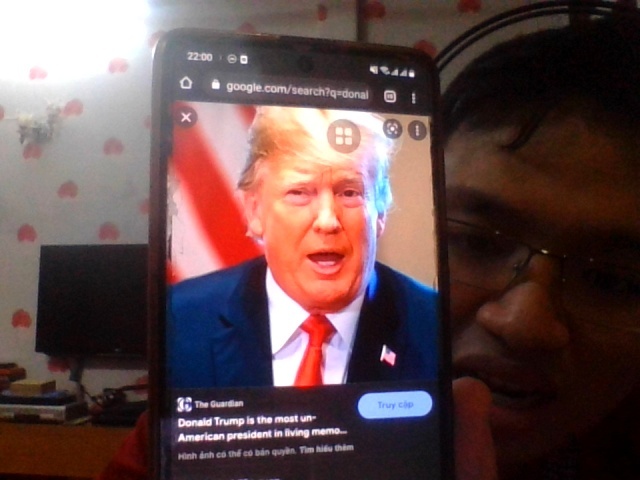 22:00
google.com/search?q=donal
The Guardian
Donald Trump is the most un-
American president in living memo...
Truy cập
Hình ảnh có thể có bản quyền. Tìm hiểu thêm